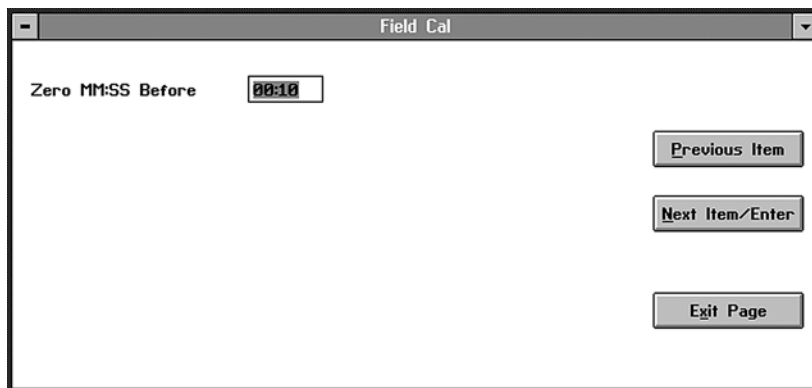 Field Cal
Zero MM:SS Before 00:10
Previous Item
Next Item/Enter
Exit Page